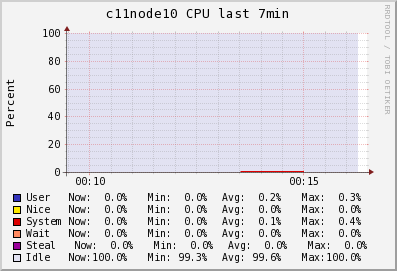 c11node10 CPU last 7min
RRDTOOL / TOBI OETIKER
Percent
100
80
60
40
20
0
00:10 00:15
User Now: 0.0% Min: 0.0% Avg: 0.2% Max: 0.3%
Nice Now: 0.0% Min: 0.0% Avg: 0.0% Max: 0.0%
System Now: 0.0% Min: 0.0% Avg: 0.1% Max: 0.4%
Wait Now: 0.0% Min: 0.0% Avg: 0.0% Max: 0.0%
Steal Now: 0.0% Min: 0.0% Avg: 0.0% Max: 0.0%
Idle Now:100.0% Min: 99.3% Avg: 99.6% Max:100.0%